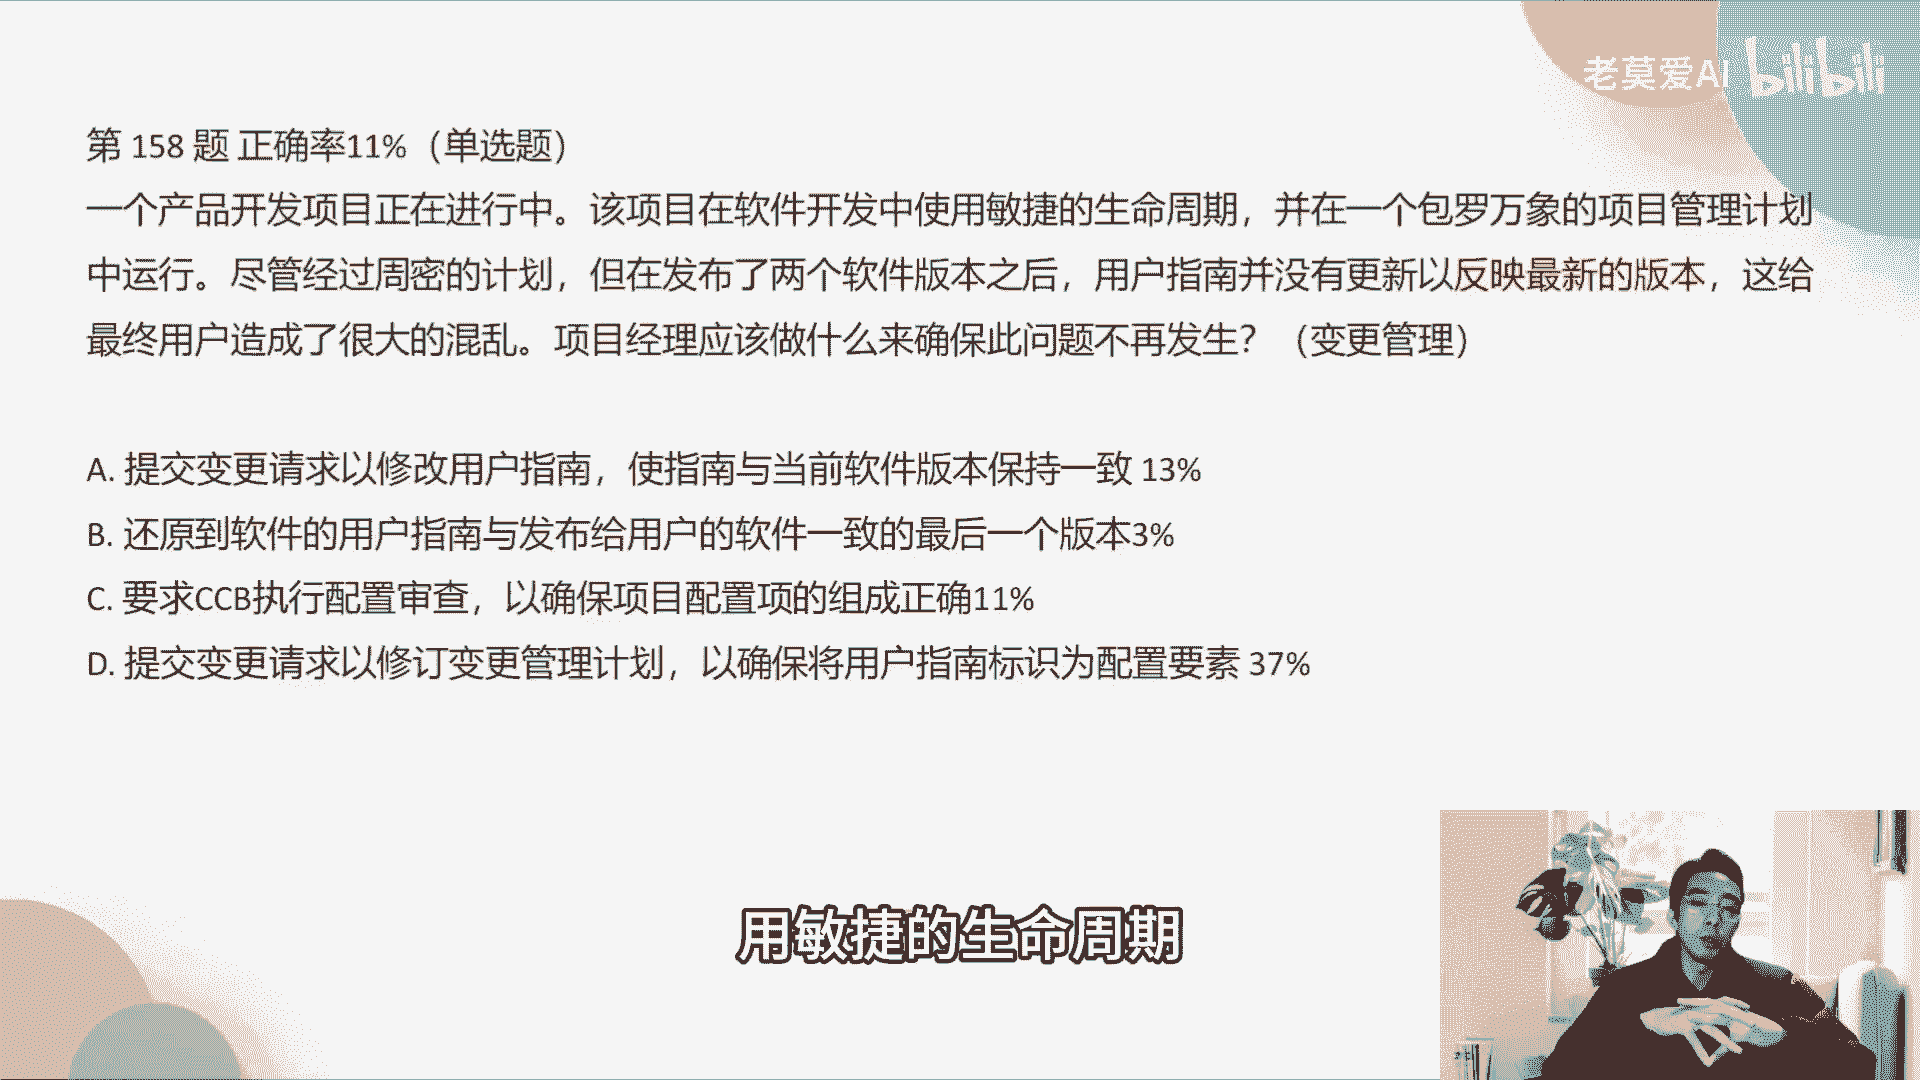 老莫爱AI bilibili
第 158 题 正确率11%（单选题）
一个产品开发项目正在进行中。该项目在软件开发中使用敏捷的生命周期，并在一个包罗万象的项目管理计划
中运行。尽管经过周密的计划，但在发布了两个软件版本之后，用户指南并没有更新以反映最新的版本，这给
最终用户造成了很大的混乱。项目经理应该做什么来确保此问题不再发生？（变更管理）
A. 提交变更请求以修改用户指南，使指南与当前软件版本保持一致 13%
B. 还原到软件的用户指南与发布给用户的软件一致的最后一个版本3%
C. 要求CCB执行配置审查，以确保项目配置项的组成正确11%
D. 提交变更请求以修订变更管理计划，以确保将用户指南标识为配置要素 37%
用敏捷的生命周期